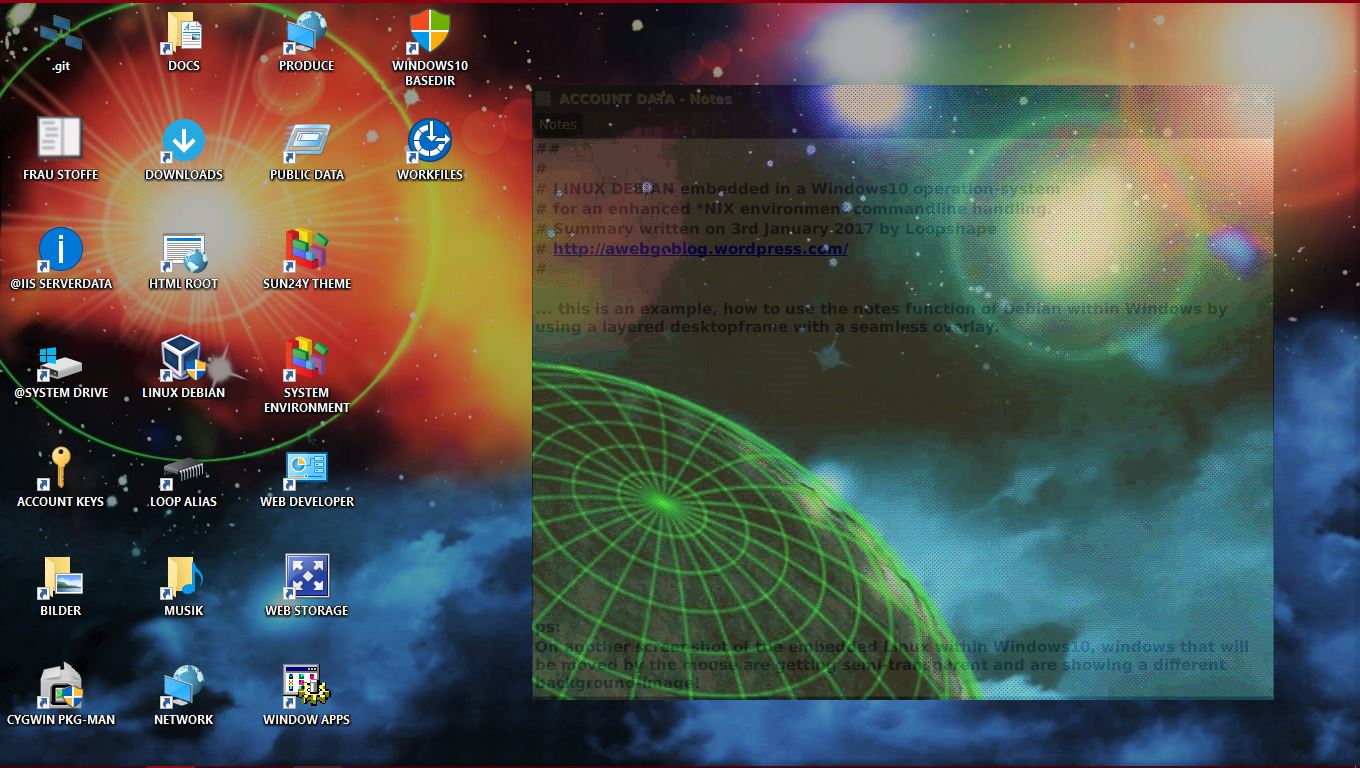 .git
DOCS
PRODUCE
WINDOWS10
BASEDIR
FRAU STOFFE
DOWNLOADS
PUBLIC DATA
WORKFILES
@IIS SERVERDATA
HTML ROOT
SUN24Y THEME
@SYSTEM DRIVE
LINUX DEBIAN
SYSTEM
ENVIRONMENT
ACCOUNT KEYS
LOOP ALIAS
WEB DEVELOPER
BILDER
MUSIK
WEB STORAGE
CYGWIN PKG-MAN
NETWORK
WINDOW APPS
ACCOUNT DATA - Notes
Notes
##
#
# LINUX DEBIAN embedded in a Windows10 operation-system
# for an enhanced *NIX environment commandline handling.
# Summary written on 3rd January 2017 by Loopshape
# http://awebgoblog.wordpress.com/
#
... this is an example, how to use the notes function of Debian within Windows by
using a layered desktopframe with a seamless overlay.
ps:
On another screenshot of the embedded Linux within Windows10, windows that will
be moved by the mouse are getting semi-transparent and are showing a different
background-image!